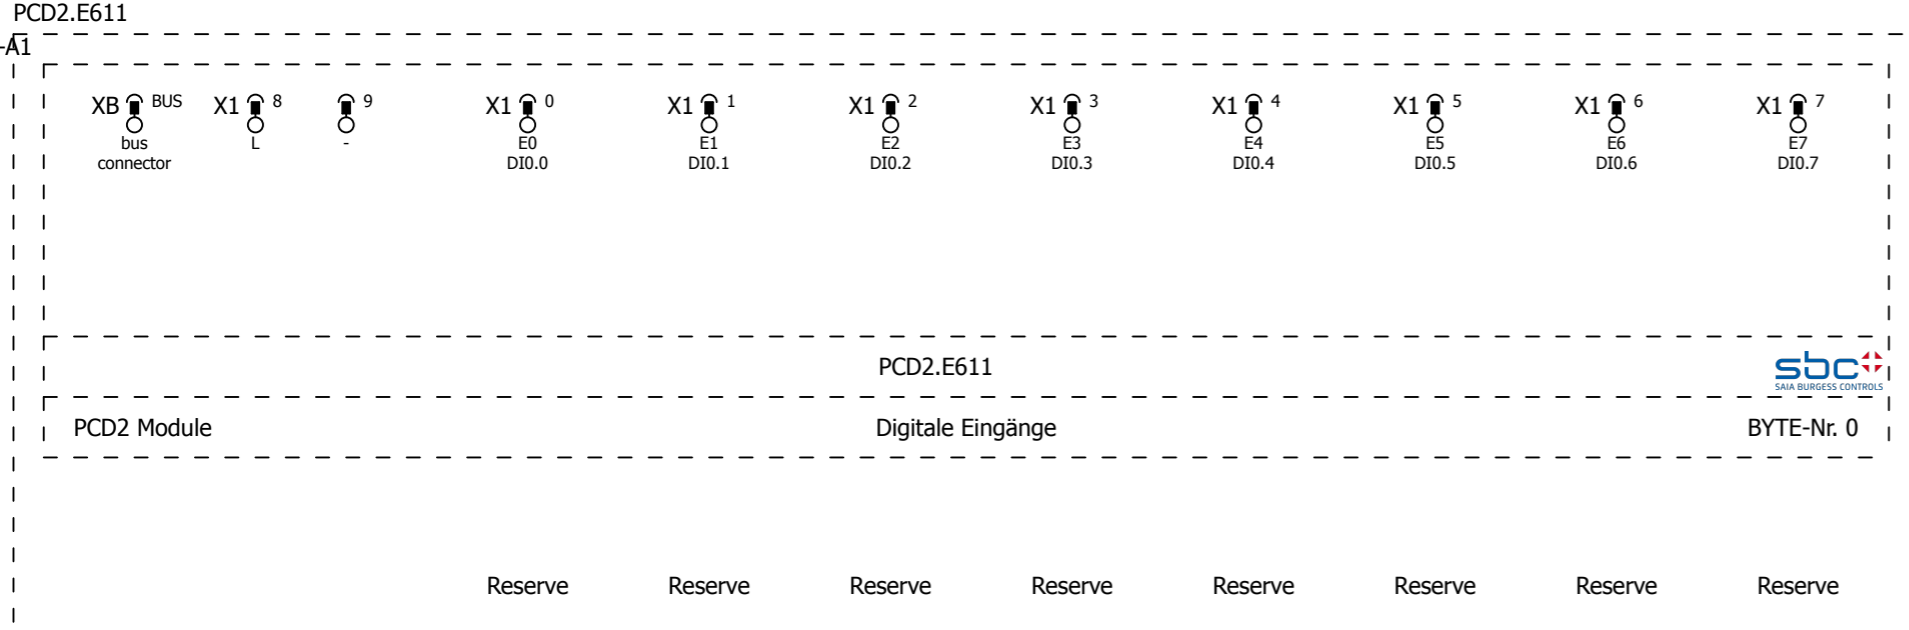 PCD2.E611
-A1
XB BUS X1 8 9 X1 0 X1 1 X1 2 X1 3 X1 4 X1 5 X1 6 X1 7
bus L - E0 E1 E2 E3 E4 E5 E6 E7
connector DI0.0 DI0.1 DI0.2 DI0.3 DI0.4 DI0.5 DI0.6 DI0.7
PCD2.E611
sbc
SAIA BURGESS CONTROLS
PCD2 Module Digitale Eingänge BYTE-Nr. 0
Reserve Reserve Reserve Reserve Reserve Reserve Reserve Reserve